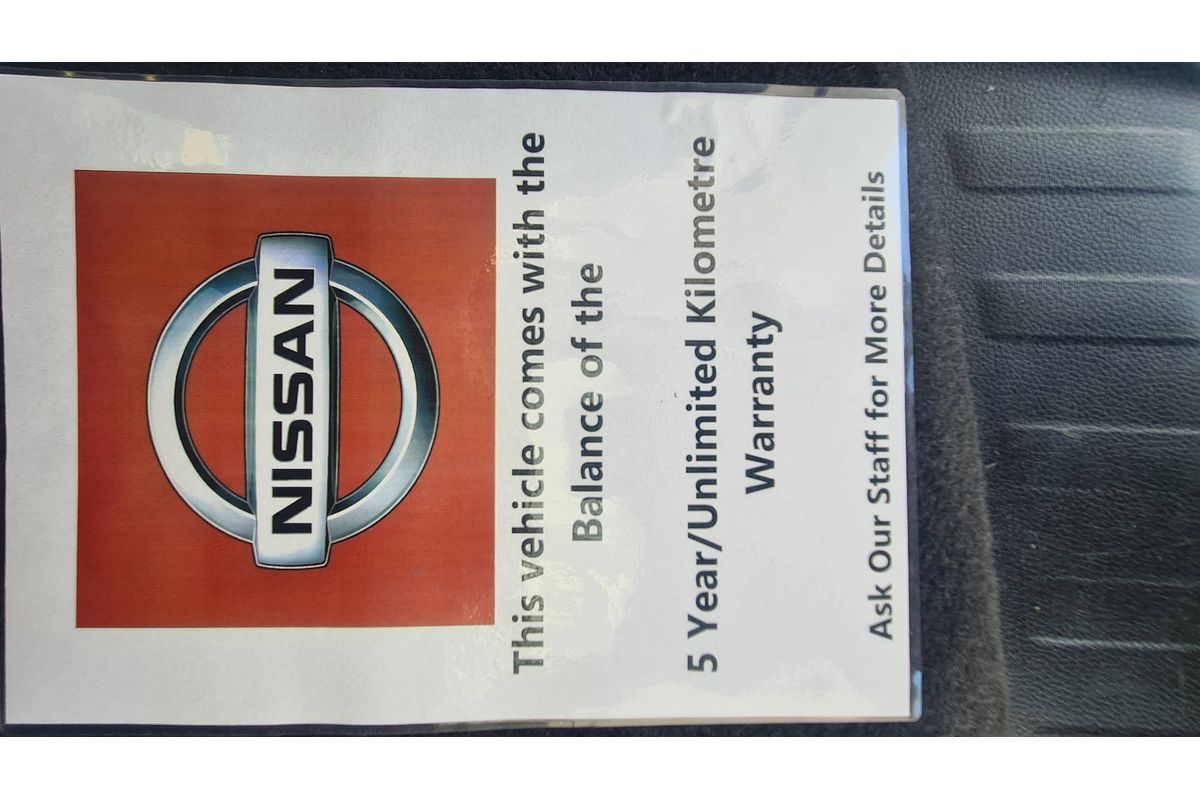 NISSAN
This vehicle comes with the
Balance of the
5 Year/Unlimited Kilometre
Warranty
Ask Our Staff for More Details